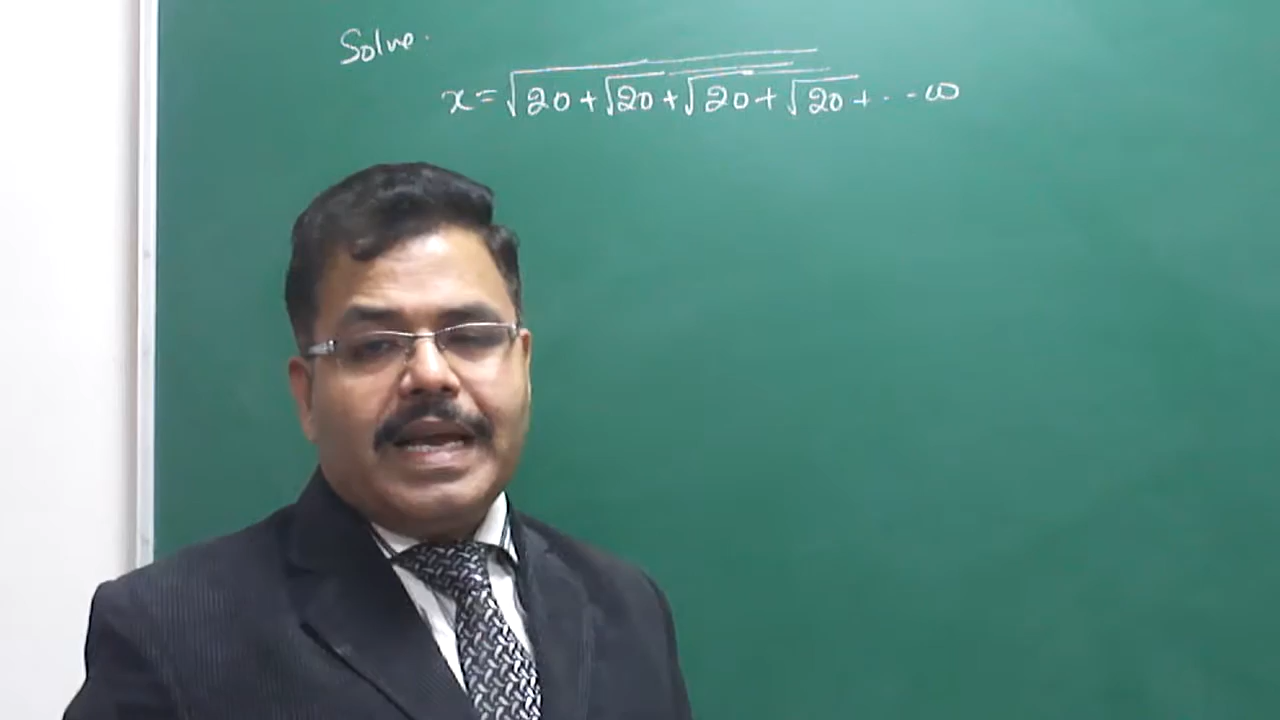 Solve.
x = √20 + √20 + √20 + √20 + ... ∞